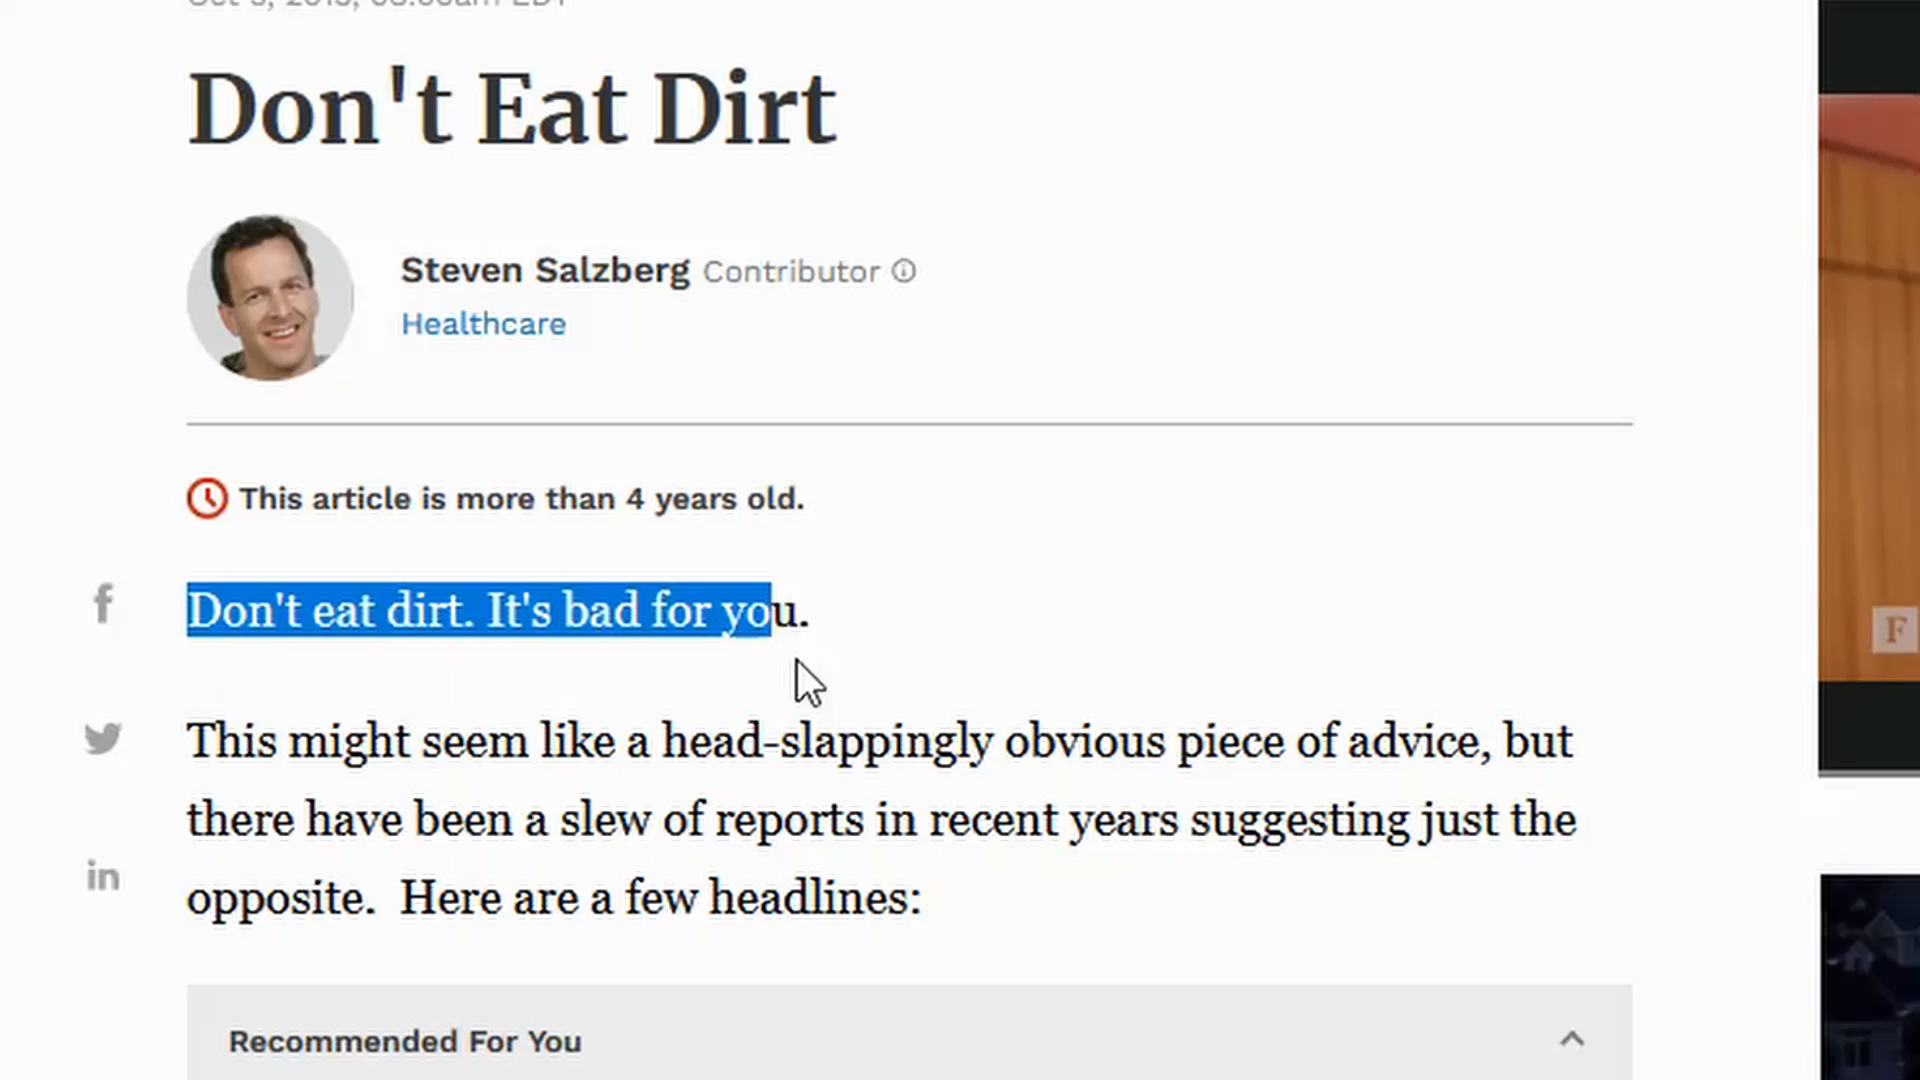 Don't Eat Dirt
Steven Salzberg Contributor
Healthcare
This article is more than 4 years old.
Don't eat dirt. It's bad for you.
This might seem like a head-slappingly obvious piece of advice, but
there have been a slew of reports in recent years suggesting just the
opposite.  Here are a few headlines:
Recommended For You
F